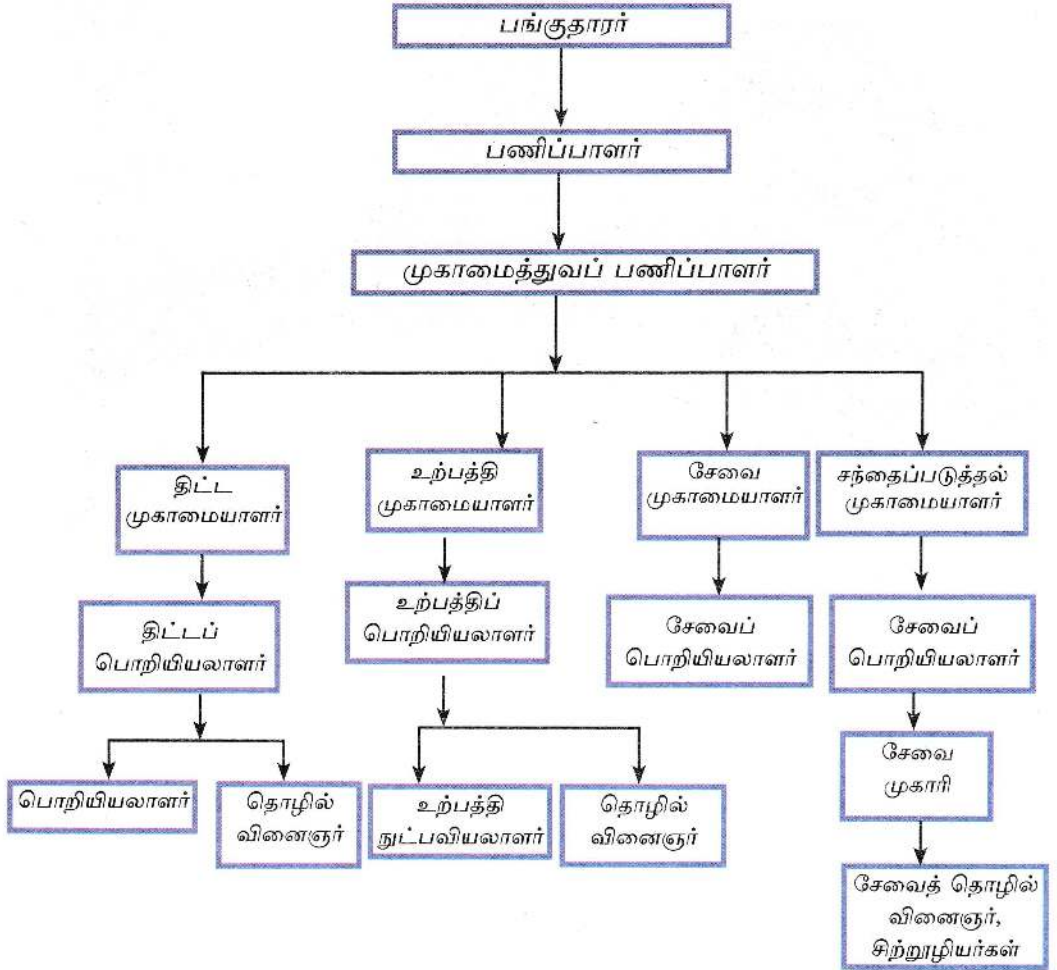 பங்குதாரர்
பணிப்பாளர்
முகாமைத்துவப் பணிப்பாளர்
திட்ட
முகாமையாளர்
உற்பத்தி
முகாமையாளர்
சேவை
முகாமையாளர்
சந்தைப்படுத்தல்
முகாமையாளர்
திட்டப்
பொறியியலாளர்
உற்பத்திப்
பொறியியலாளர்
சேவைப்
பொறியியலாளர்
சேவைப்
பொறியியலாளர்
பொறியியலாளர்
தொழில்
வினைஞர்
உற்பத்தி
நுட்பவியலாளர்
தொழில்
வினைஞர்
சேவை
முகாரி
சேவைத் தொழில்
வினைஞர்,
சிற்றூழியர்கள்